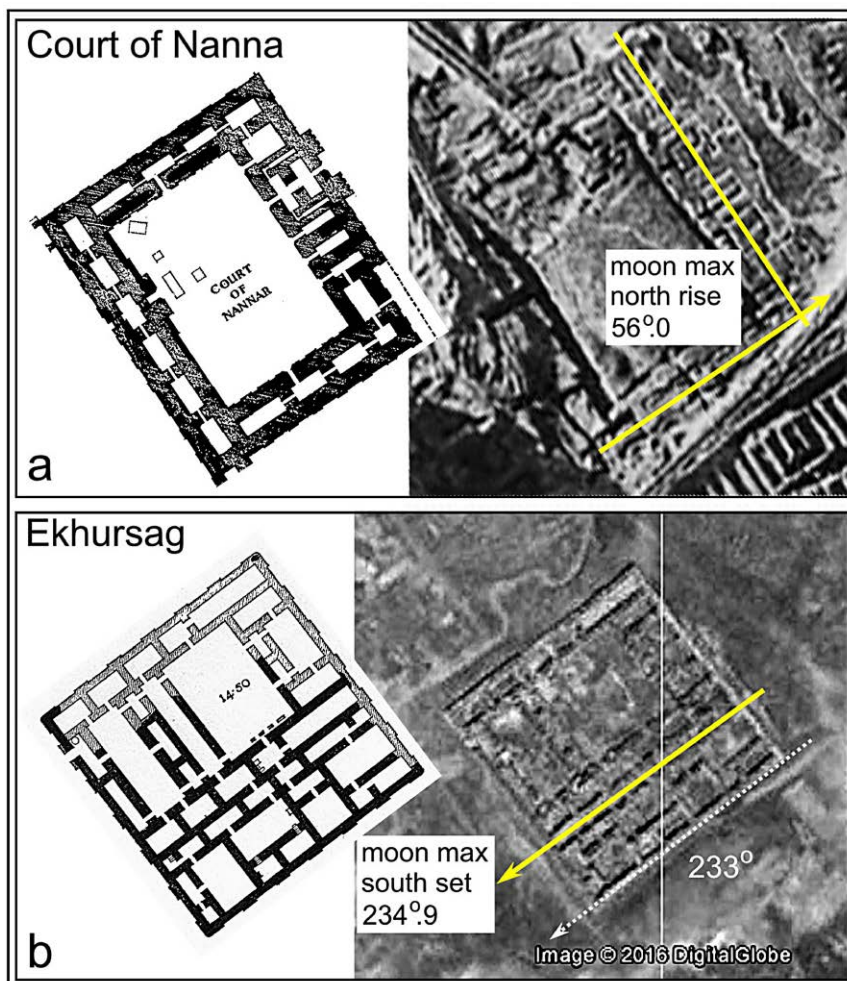 Court of Nanna
COURT
OF
NANNAR
moon max
north rise
56°.0
a
Ekhursag
14·50
moon max
south set
234°.9
233°
b
Image © 2016 DigitalGlobe